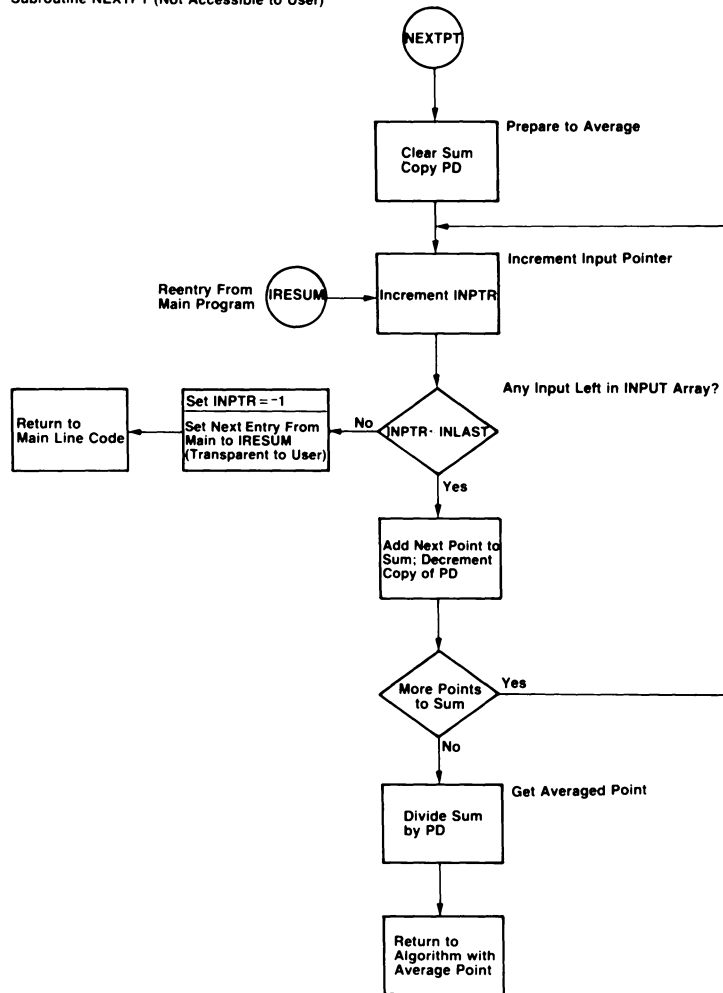 Subroutine NEXTPT (Not Accessible to User)
NEXTPT
Prepare to Average
Clear Sum
Copy PD
Increment Input Pointer
Reentry From
Main Program
IRESUM
Increment INPTR
Any Input Left in INPUT Array?
Return to
Main Line Code
Set INPTR = -1
Set Next Entry From
Main to IRESUM
(Transparent to User)
No
INPTR· INLAST
Yes
Add Next Point to
Sum; Decrement
Copy of PD
More Points
to Sum
Yes
No
Get Averaged Point
Divide Sum
by PD
Return to
Algorithm with
Average Point